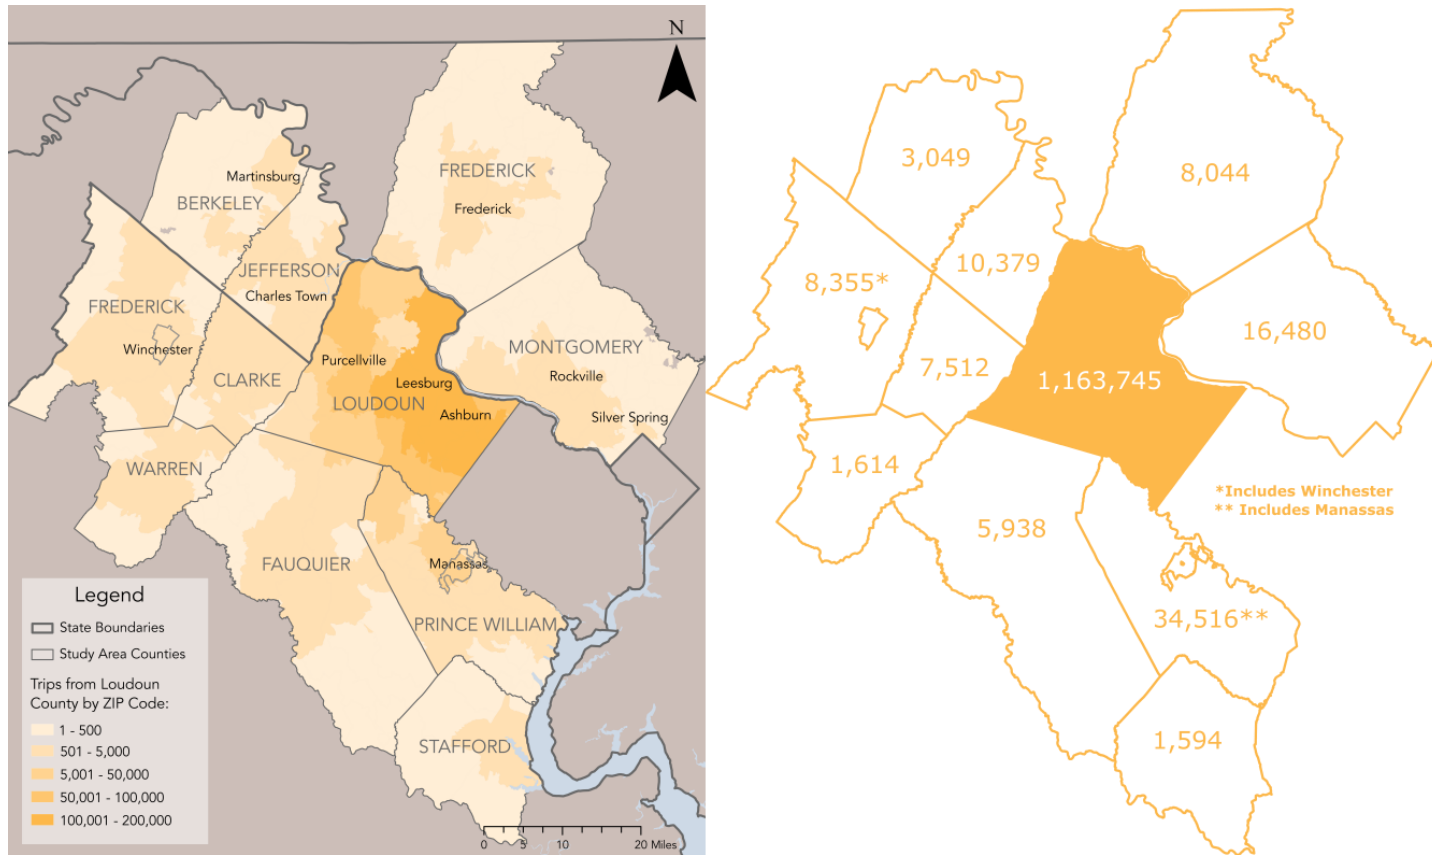 N
FREDERICK
Frederick
Martinsburg
BERKELEY
JEFFERSON
Charles Town
FREDERICK
Winchester
CLARKE
Purcellville
Leesburg
LOUDOUN
Ashburn
MONTGOMERY
Rockville
Silver Spring
WARREN
FAUQUIER
Manassas
PRINCE WILLIAM
STAFFORD
Legend
State Boundaries
Study Area Counties
Trips from Loudoun
County by ZIP Code:
1 - 500
501 - 5,000
5,001 - 50,000
50,001 - 100,000
100,001 - 200,000
0 5 10 20 Miles
3,049
8,044
10,379
8,355*
16,480
7,512
1,163,745
1,614
*Includes Winchester
** Includes Manassas
5,938
34,516**
1,594